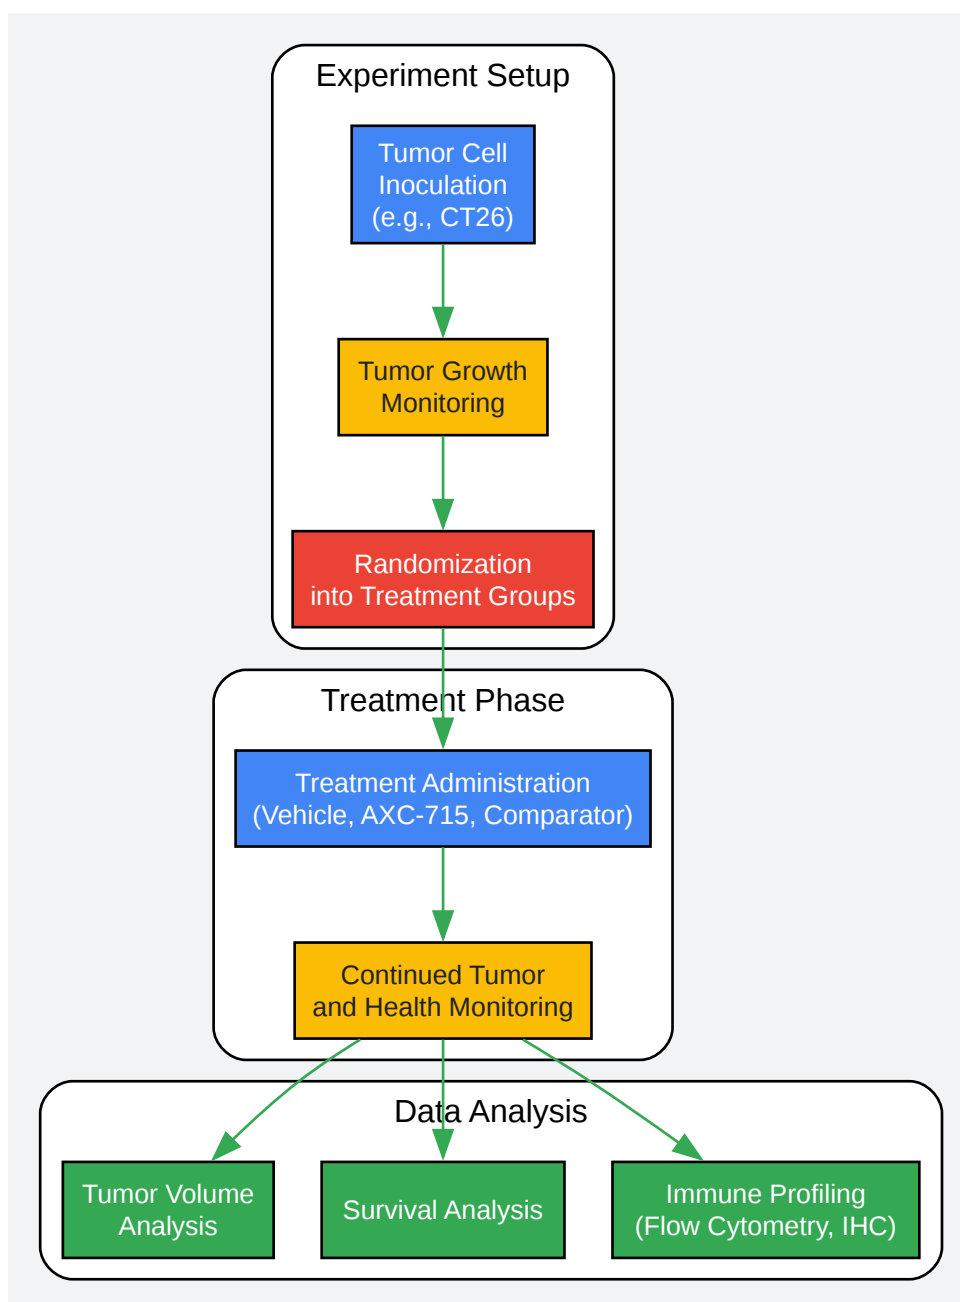 Experiment Setup
Tumor Cell
Inoculation
(e.g., CT26)
Tumor Growth
Monitoring
Randomization
into Treatment Groups
Treatment Phase
Treatment Administration
(Vehicle, AXC-715, Comparator)
Continued Tumor
and Health Monitoring
Data Analysis
Tumor Volume
Analysis
Survival Analysis
Immune Profiling
(Flow Cytometry, IHC)